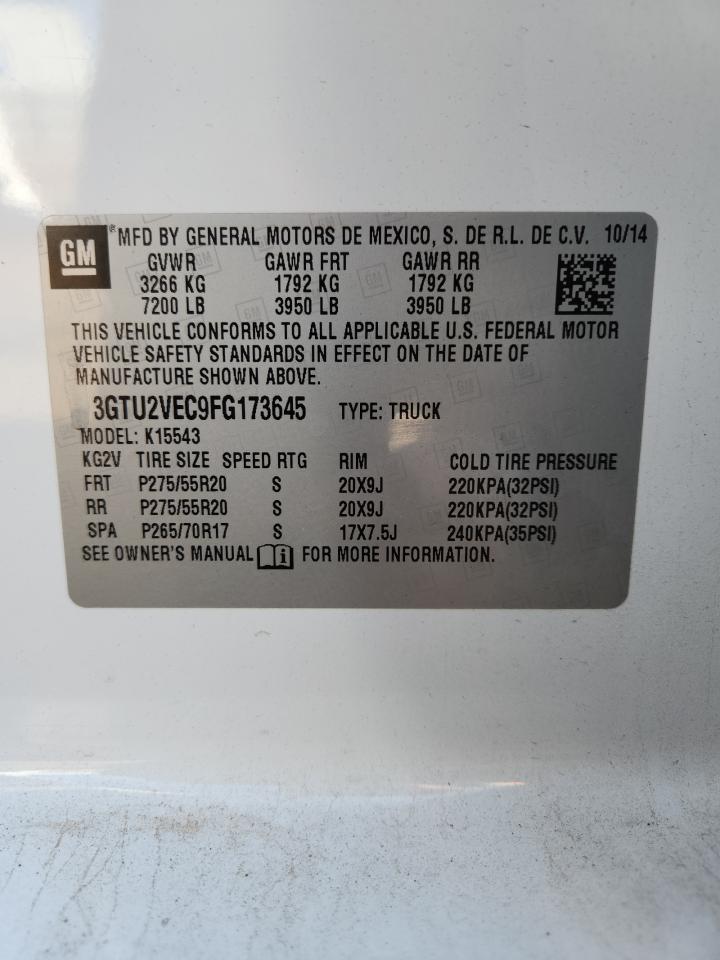 GM ® MFD BY GENERAL MOTORS DE MEXICO, S. DE R.L. DE C.V. 10/14
GVWR GAWR FRT GAWR RR
3266 KG 1792 KG 1792 KG
7200 LB 3950 LB 3950 LB
THIS VEHICLE CONFORMS TO ALL APPLICABLE U.S. FEDERAL MOTOR
VEHICLE SAFETY STANDARDS IN EFFECT ON THE DATE OF
MANUFACTURE SHOWN ABOVE.
3GTU2VEC9FG173645 TYPE: TRUCK
MODEL: K15543
KG2V TIRE SIZE SPEED RTG RIM COLD TIRE PRESSURE
FRT P275/55R20 S 20X9J 220KPA(32PSI)
RR P275/55R20 S 20X9J 220KPA(32PSI)
SPA P265/70R17 S 17X7.5J 240KPA(35PSI)
SEE OWNER'S MANUAL i FOR MORE INFORMATION.